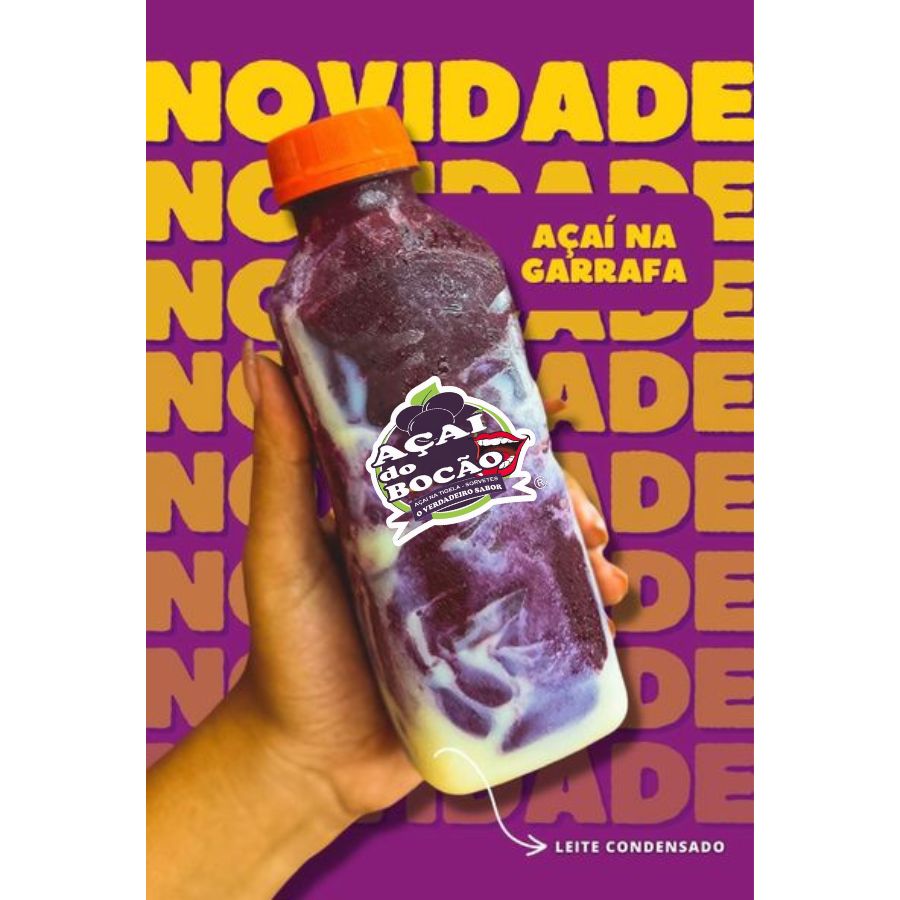 NOVIDADE
NOVIDADE
AÇAÍ NA
GARRAFA
NOVIDADE
NOVIDADE
NOVIDADE
NOVIDADE
NOVIDADE
NOVIDADE
AÇAÍ
do
BOCÃO
AÇAÍ NA TIGELA - SORVETES
O VERDADEIRO SABOR
®
LEITE CONDENSADO